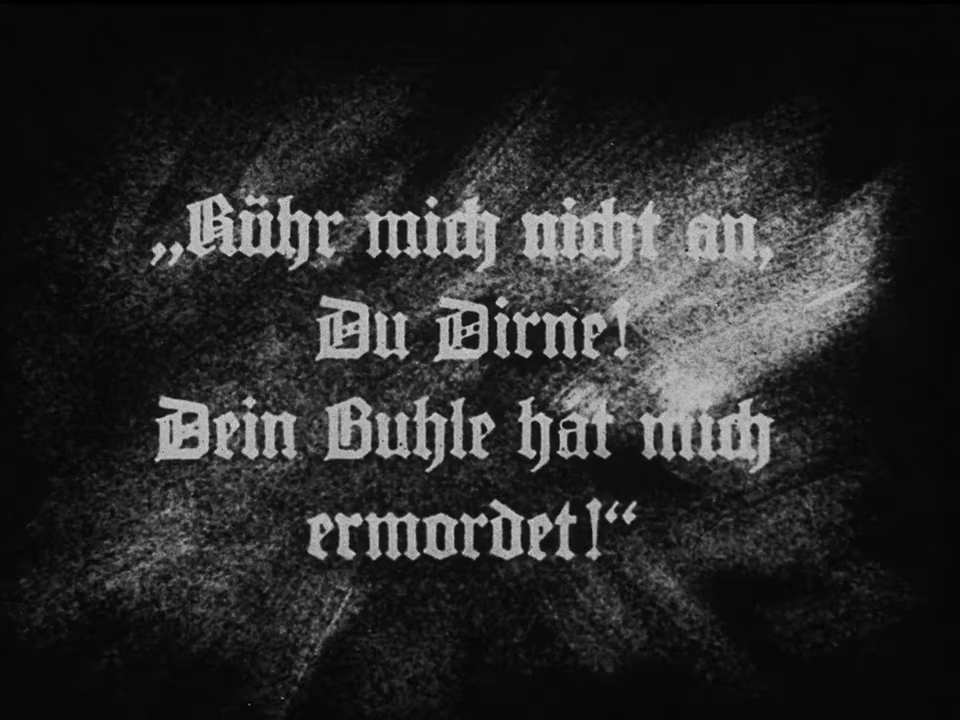 „Rühr mich nicht an,
Du Dirne!
Dein Buhle hat mich
ermordet!“